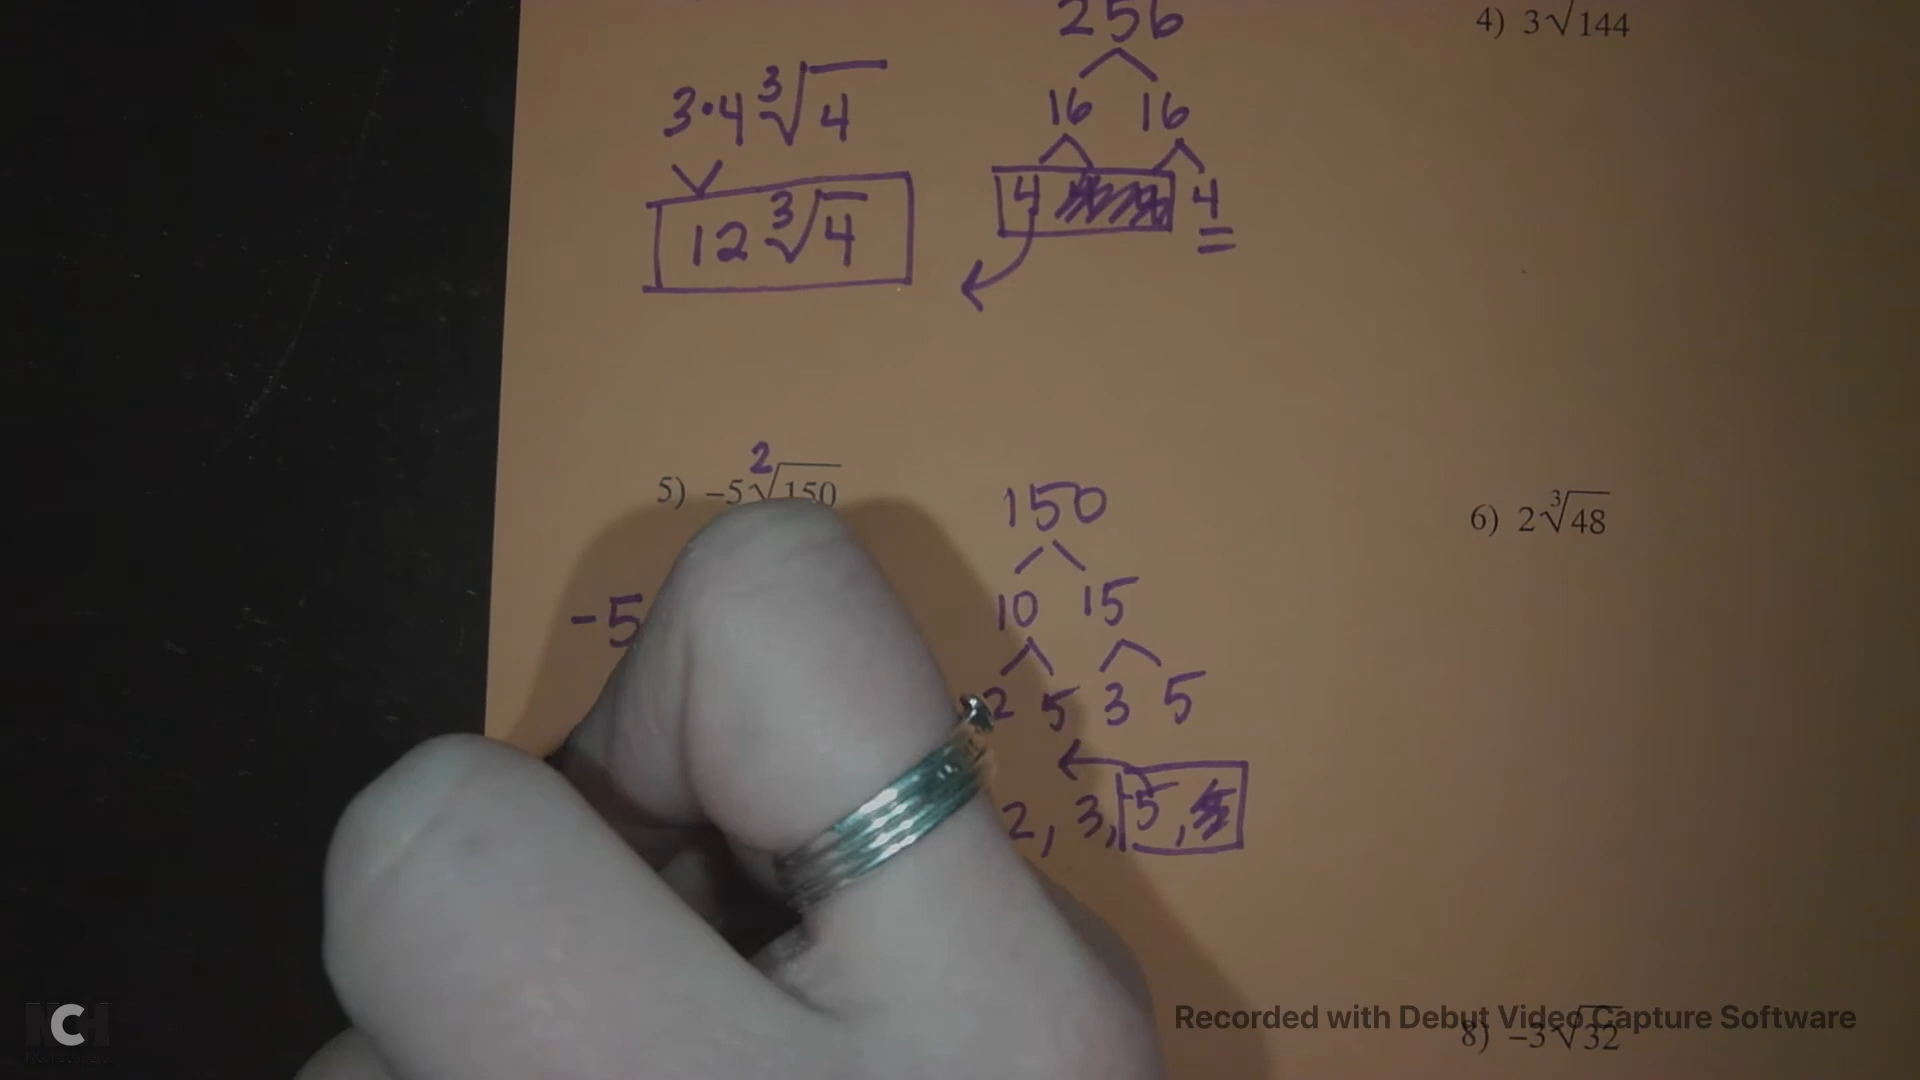 256
4) 3√144
3·4 ∛4
16 16
4 4
12 ∛4
5) -5 ²√150
150
6) 2∛48
10 15
-5
2 5 3 5
2, 3, 5, 5
Recorded with Debut Video Capture Software
8) -3√32
NCH